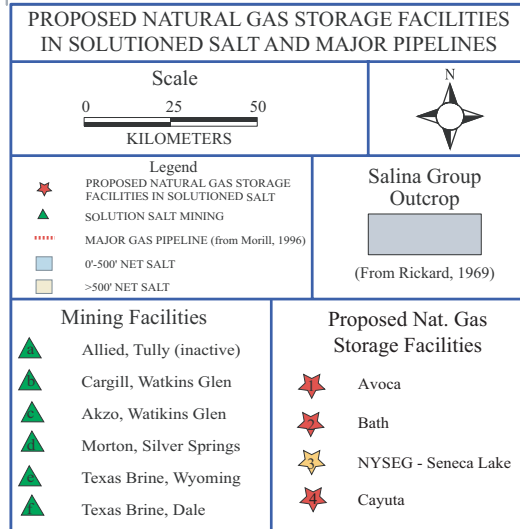 PROPOSED NATURAL GAS STORAGE FACILITIES
IN SOLUTIONED SALT AND MAJOR PIPELINES
Scale
0 25 50
KILOMETERS
N
Legend
PROPOSED NATURAL GAS STORAGE
FACILITIES IN SOLUTIONED SALT
SOLUTION SALT MINING
MAJOR GAS PIPELINE (from Morill, 1996)
0'-500' NET SALT
>500' NET SALT
Salina Group
Outcrop
(From Rickard, 1969)
Mining Facilities
a Allied, Tully (inactive)
b Cargill, Watkins Glen
c Akzo, Watikins Glen
d Morton, Silver Springs
e Texas Brine, Wyoming
f Texas Brine, Dale
Proposed Nat. Gas
Storage Facilities
1 Avoca
2 Bath
3 NYSEG - Seneca Lake
4 Cayuta